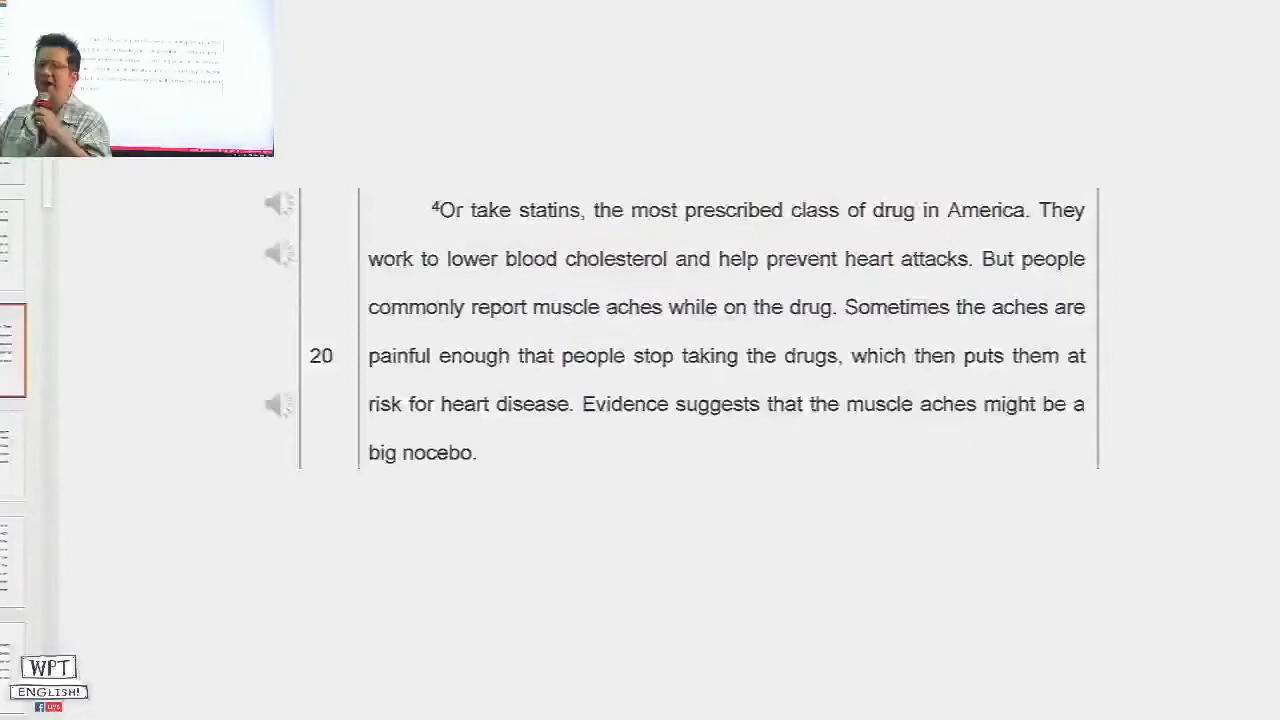 ⁴Or take statins, the most prescribed class of drug in America. They
work to lower blood cholesterol and help prevent heart attacks. But people
commonly report muscle aches while on the drug. Sometimes the aches are
20 painful enough that people stop taking the drugs, which then puts them at
risk for heart disease. Evidence suggests that the muscle aches might be a
big nocebo.
WPT
ENGLISH!
LIVE